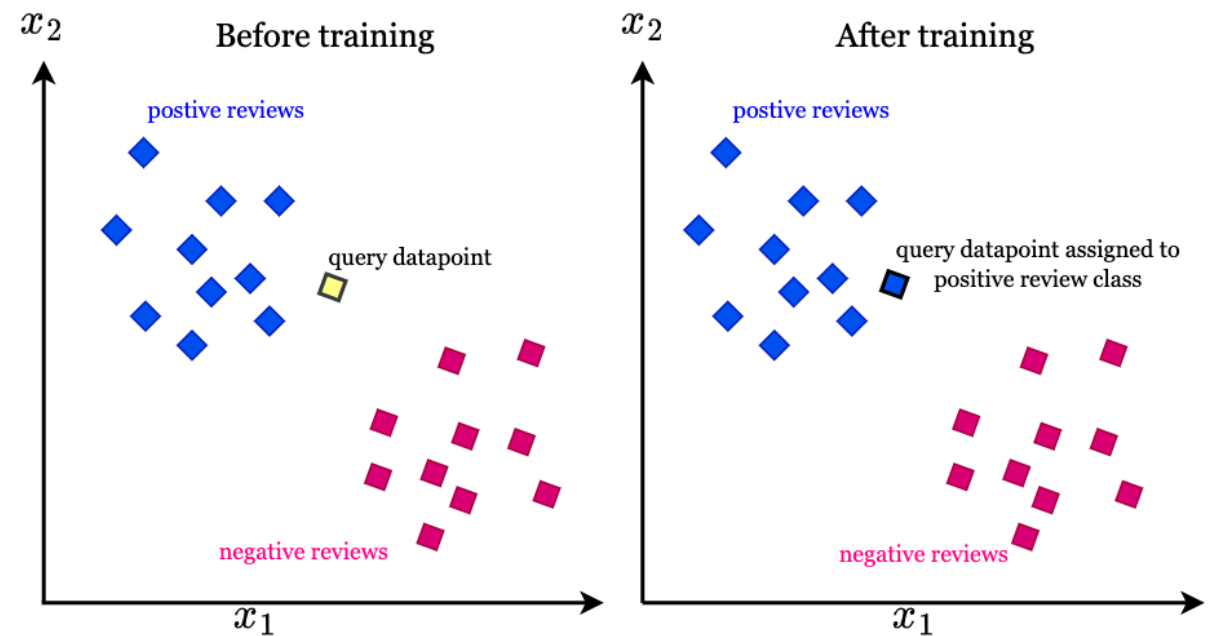 x2
Before training
postive reviews
query datapoint
negative reviews
x1
x2
After training
postive reviews
query datapoint assigned to
positive review class
negative reviews
x1